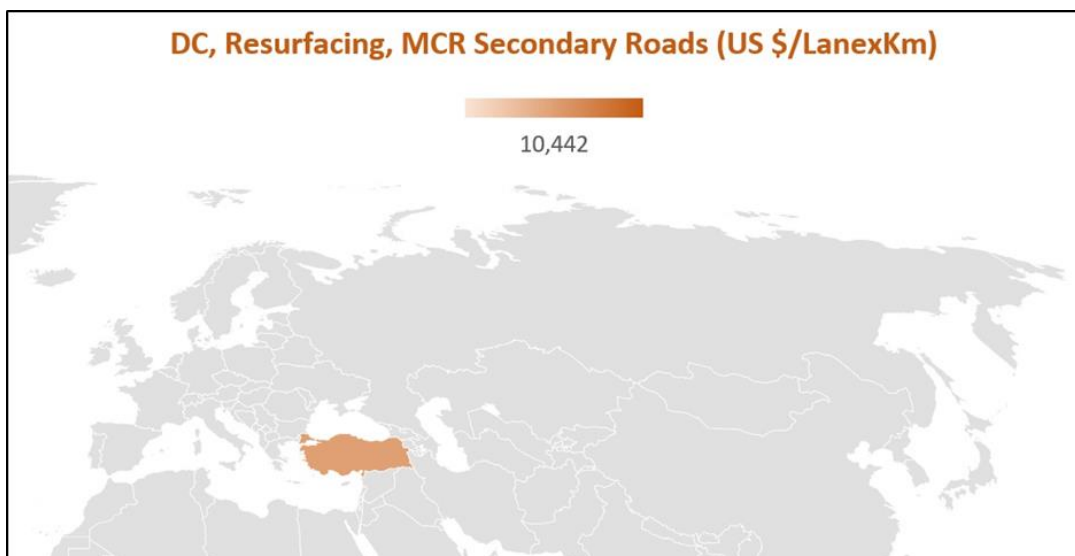 DC, Resurfacing, MCR Secondary Roads (US $/LanexKm)
10,442